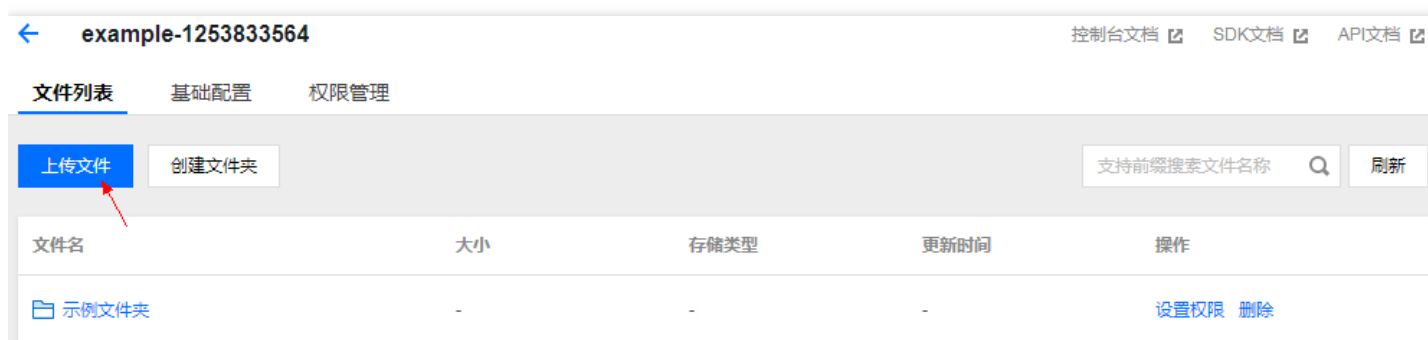 example-1253833564 控制台文档 SDK文档 API文档
文件列表 基础配置 权限管理
上传文件 创建文件夹 支持前缀搜索文件名称 刷新
文件名 大小 存储类型 更新时间 操作
示例文件夹 - - - 设置权限 删除